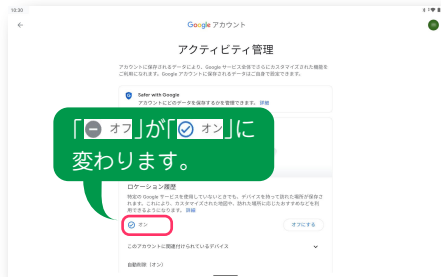 10:30
Google アカウント
アクティビティ管理
アカウントに保存されるデータにより、Google サービス全体でさらにカスタマイズされた機能を
ご利用になれます。Google アカウントに保存されるデータはご自身で設定できます。
Safer with Google
アカウントにどのデータを保存するかを管理できます。 詳細
「オフ」が「オン」に
変わります。
ロケーション履歴
特定の Google サービスを使用していないときでも、デバイスを持って訪れた場所が保存さ
れます。これにより、カスタマイズされた地図や、訪れた場所に応じたおすすめなどを利
用できるようになります。 詳細
オン
オフにする
このアカウントに関連付けられているデバイス
自動削除（オン）